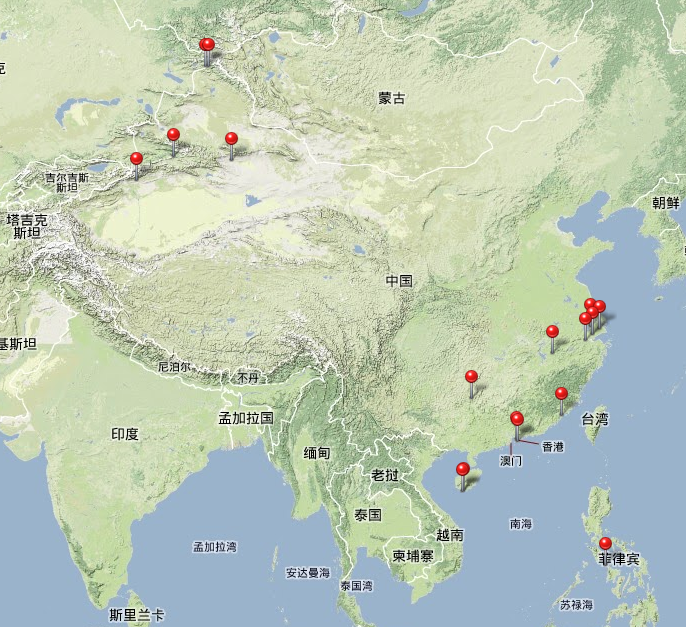 克
蒙古
吉尔吉斯
斯坦
朝鲜
塔吉克
斯坦
中国
基斯坦
尼泊尔
不丹
孟加拉国
台湾
印度
香港
缅甸
澳门
老挝
泰国
南海
越南
孟加拉湾
柬埔寨
菲律宾
安达曼海
泰国湾
苏禄海
斯里兰卡